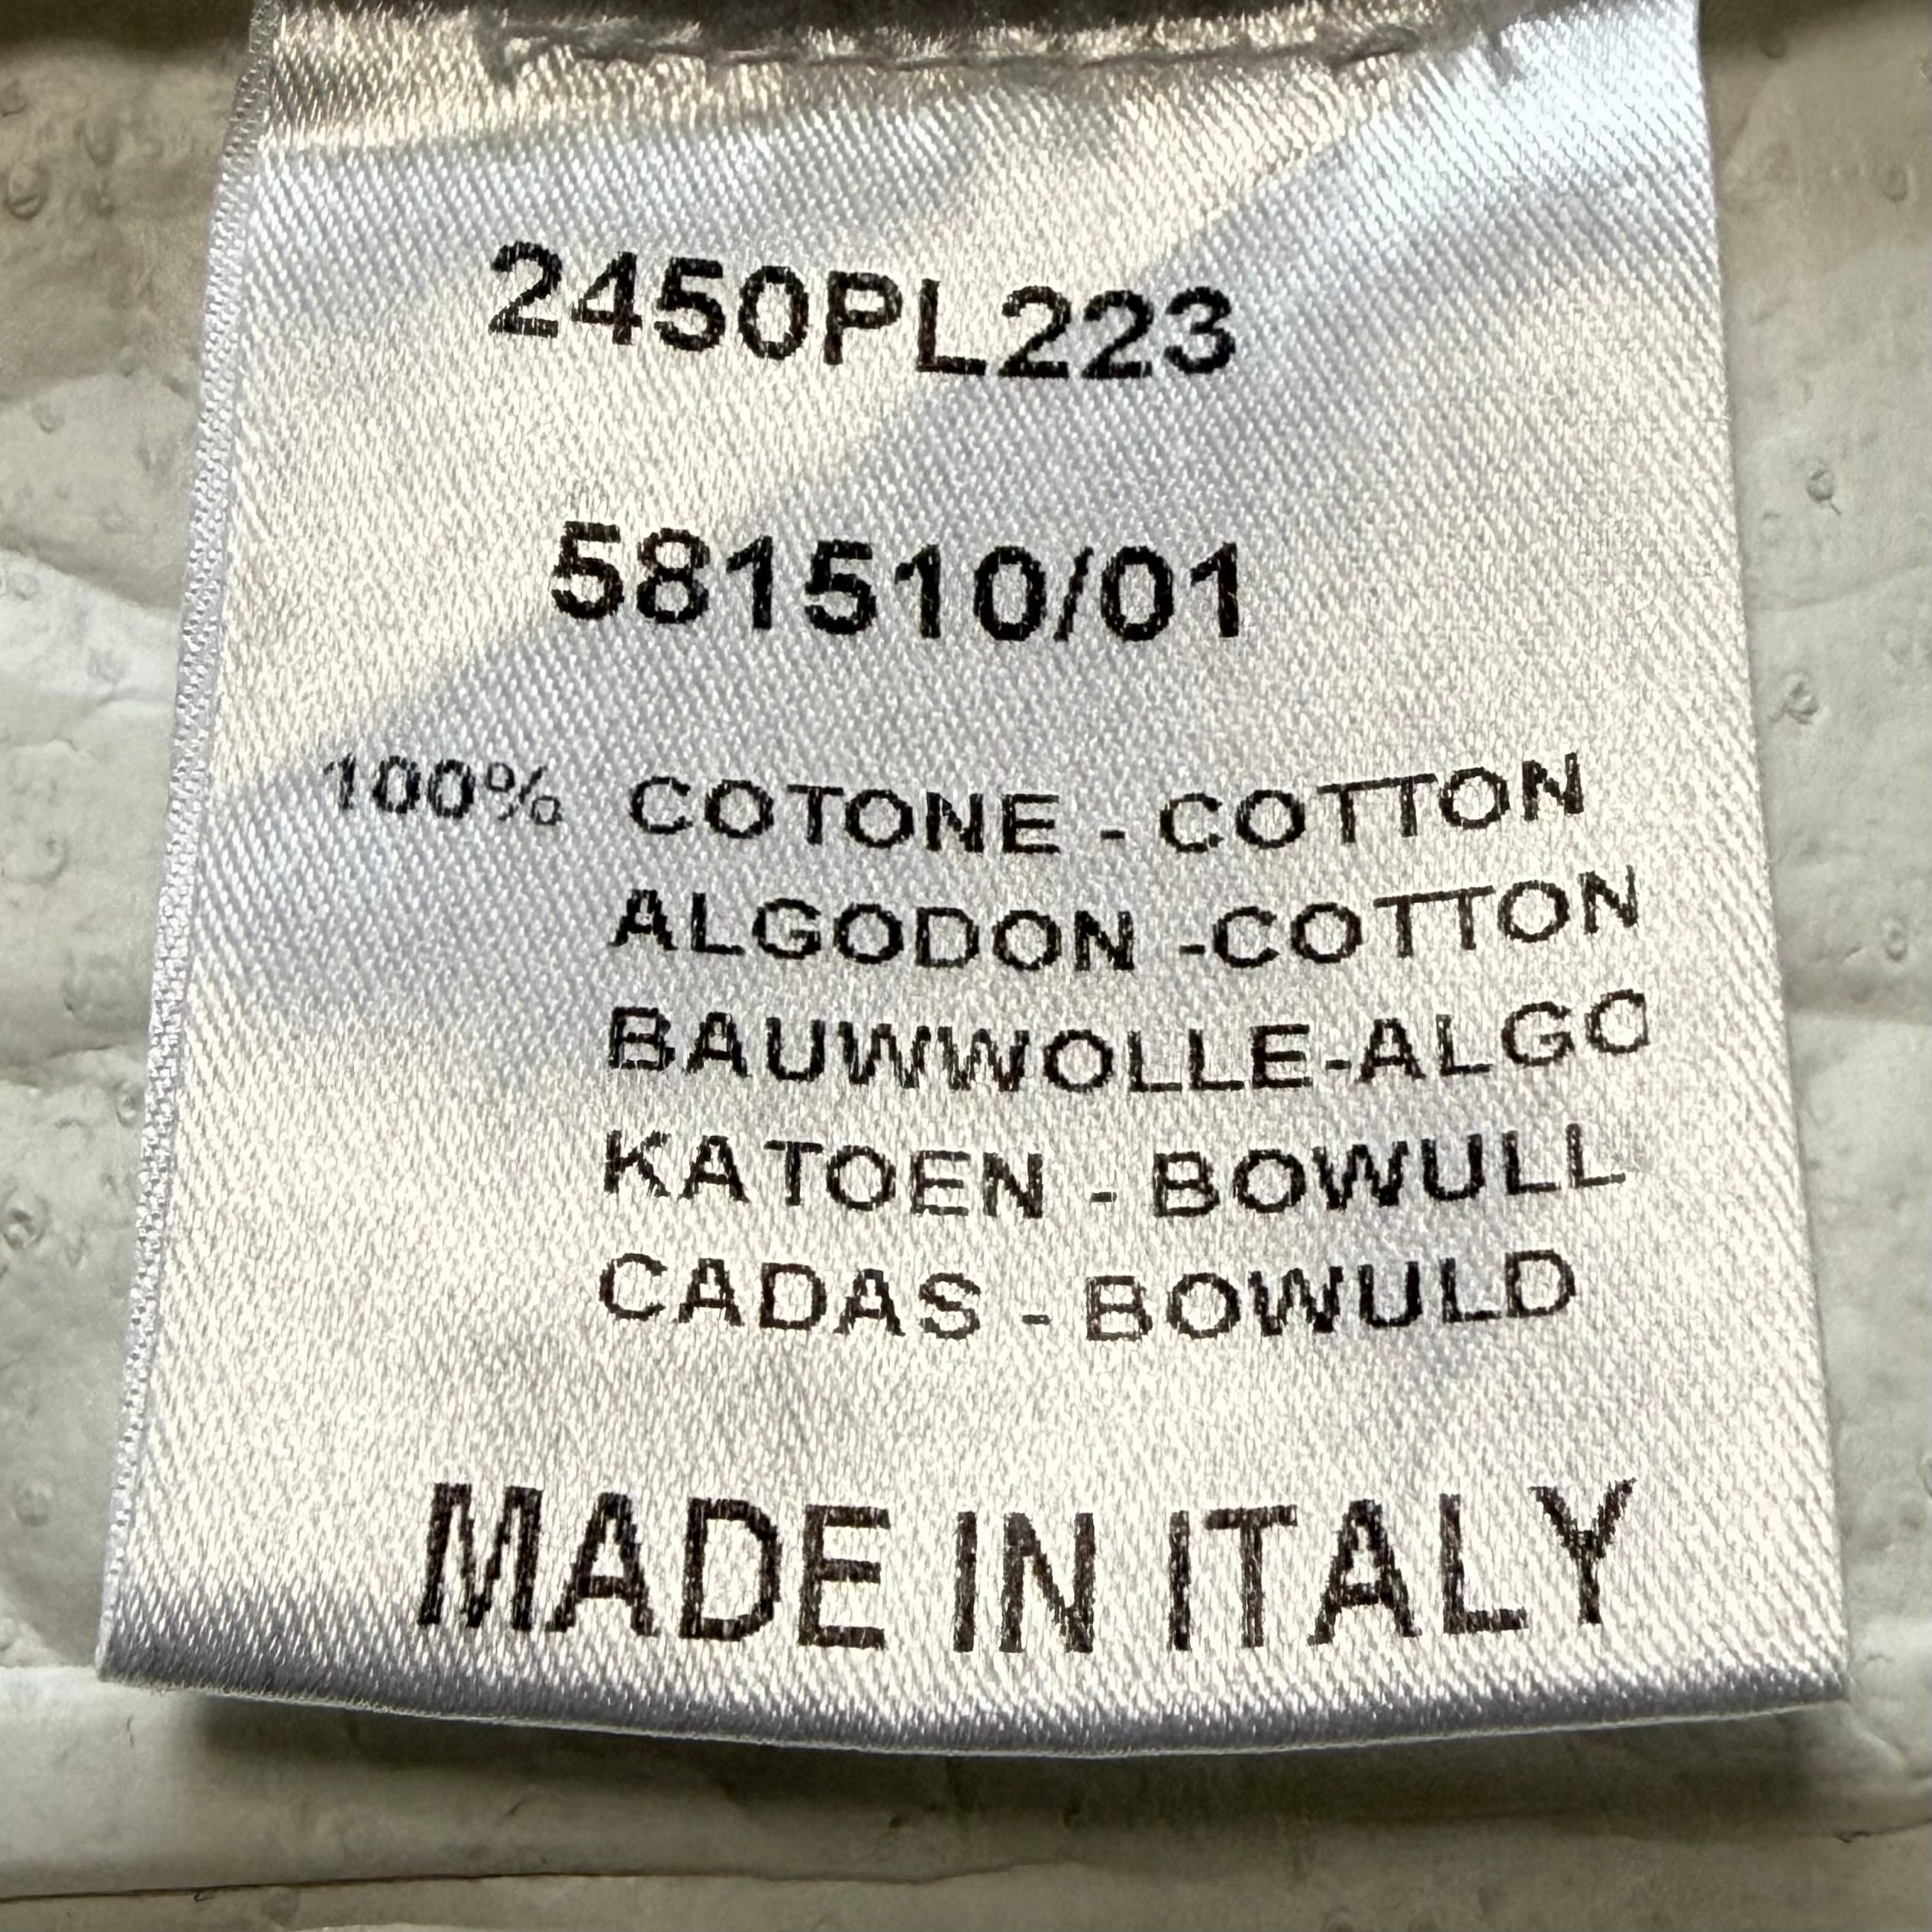 2450PL223
581510/01
100% COTONE - COTTON
ALGODON -COTTON
BAUWWOLLE-ALGO
KATOEN - BOWULL
CADAS - BOWULD
MADE IN ITALY